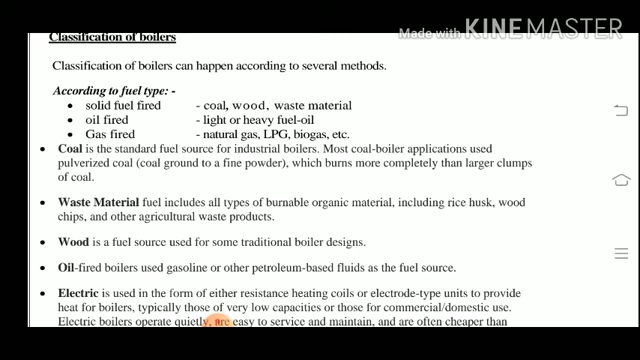 Made with KINEMASTER
Classification of boilers
Classification of boilers can happen according to several methods.
According to fuel type: -
• solid fuel fired - coal, wood, waste material
• oil fired - light or heavy fuel-oil
• Gas fired - natural gas, LPG, biogas, etc.
• Coal is the standard fuel source for industrial boilers. Most coal-boiler applications used
pulverized coal (coal ground to a fine powder), which burns more completely than larger clumps
of coal.
• Waste Material fuel includes all types of burnable organic material, including rice husk, wood
chips, and other agricultural waste products.
• Wood is a fuel source used for some traditional boiler designs.
• Oil-fired boilers used gasoline or other petroleum-based fluids as the fuel source.
• Electric is used in the form of either resistance heating coils or electrode-type units to provide
heat for boilers, typically those of very low capacities or those for commercial/domestic use.
Electric boilers operate quietly, are easy to service and maintain, and are often cheaper than